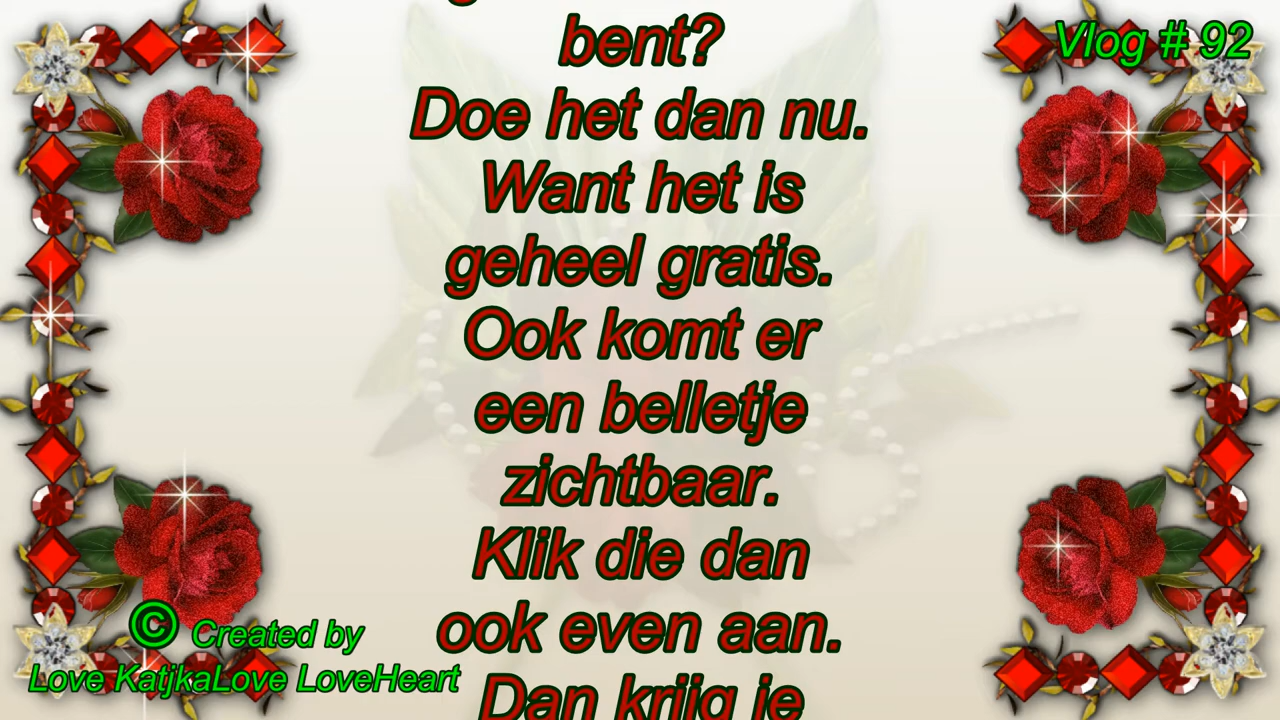 bent?
Doe het dan nu.
Want het is
geheel gratis.
Ook komt er
een belletje
zichtbaar.
Klik die dan
ook even aan.
Dan krijg je
Vlog # 92
© Created by
Love KatjkaLove LoveHeart